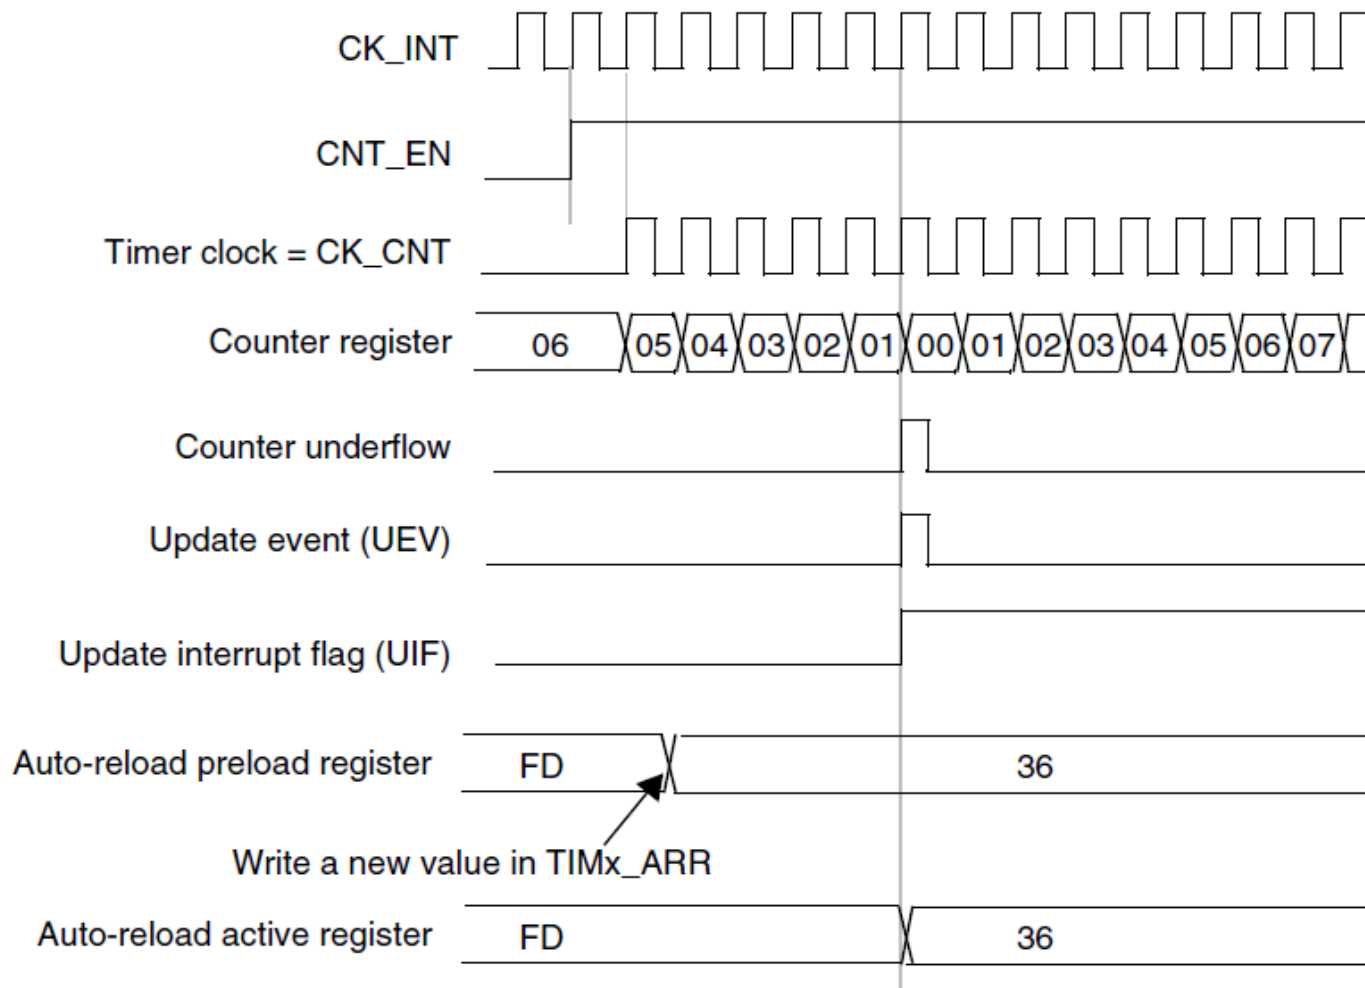 CK_INT
CNT_EN
Timer clock = CK_CNT
Counter register 06 05 04 03 02 01 00 01 02 03 04 05 06 07
Counter underflow
Update event (UEV)
Update interrupt flag (UIF)
Auto-reload preload register FD 36
Write a new value in TIMx_ARR
Auto-reload active register FD 36